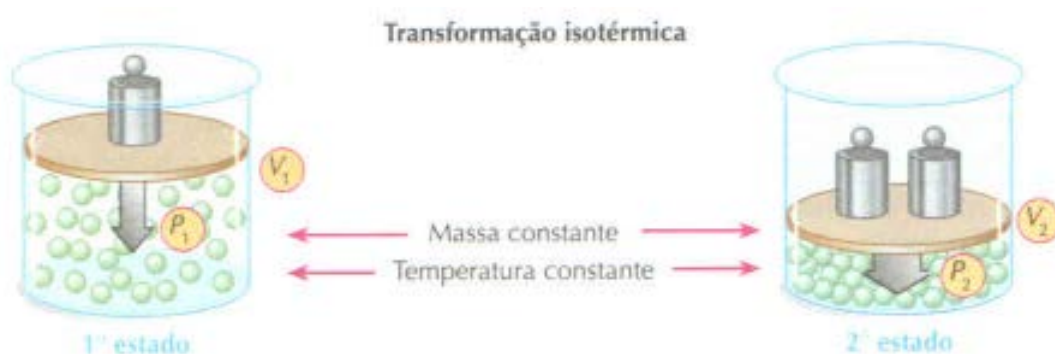 Transformação isotérmica
V₁
P₁
Massa constante
Temperatura constante
V₂
P₂
1º estado
2º estado